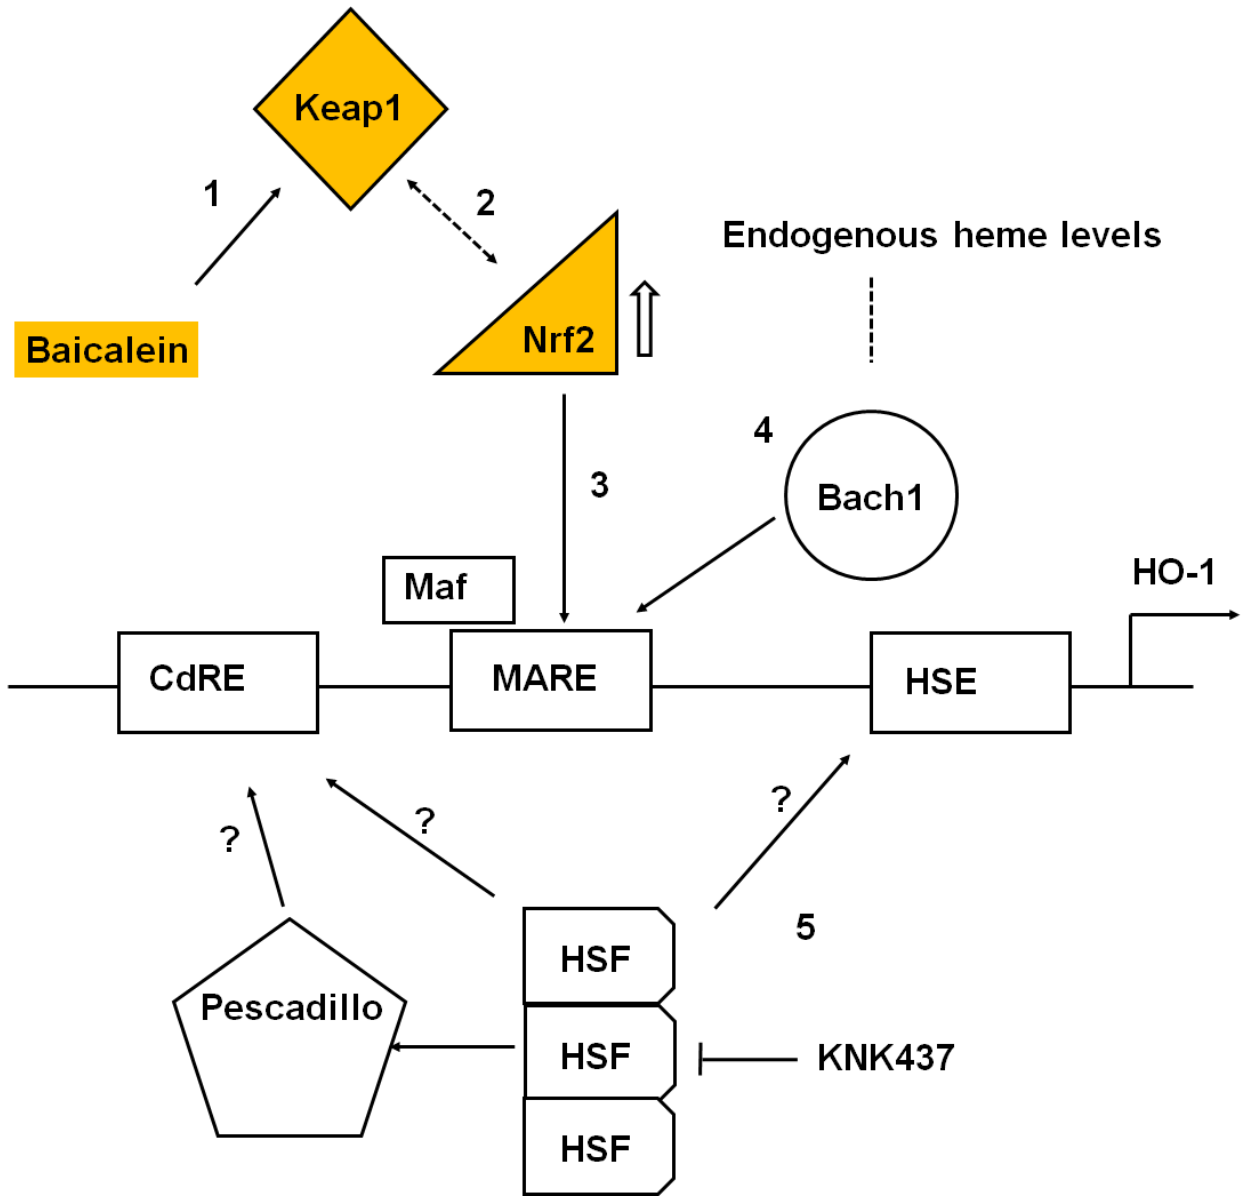 Keap1
1
2
Endogenous heme levels
Baicalein
Nrf2
4
3
Bach1
Maf
HO-1
CdRE
MARE
HSE
?
?
?
5
HSF
Pescadillo
HSF
KNK437
HSF